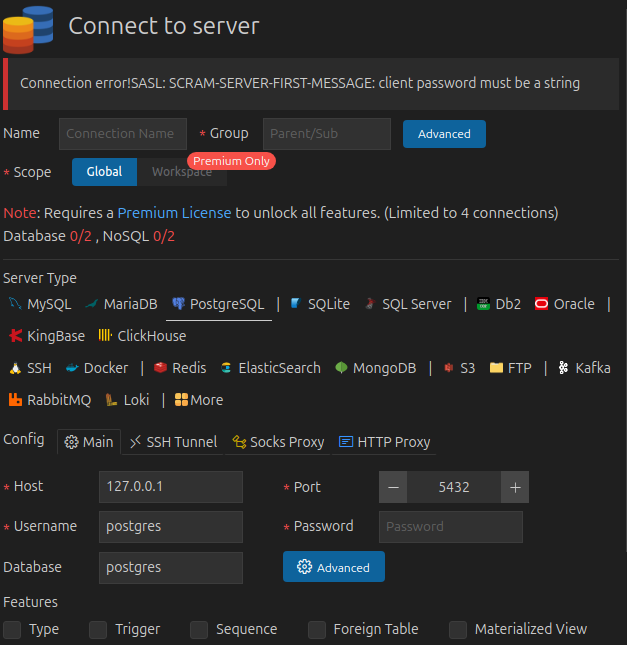 Connect to server
Connection error!SASL: SCRAM-SERVER-FIRST-MESSAGE: client password must be a string
Name Connection Name * Group Parent/Sub Advanced
Premium Only
* Scope Global Workspace
Note: Requires a Premium License to unlock all features. (Limited to 4 connections)
Database 0/2 , NoSQL 0/2
Server Type
MySQL MariaDB PostgreSQL | SQLite SQL Server | Db2 Oracle |
KingBase ClickHouse
SSH Docker | Redis ElasticSearch MongoDB | S3 FTP | Kafka
RabbitMQ Loki | More
Config Main SSH Tunnel Socks Proxy HTTP Proxy
* Host 127.0.0.1 * Port − 5432 +
* Username postgres * Password Password
Database postgres Advanced
Features
Type Trigger Sequence Foreign Table Materialized View